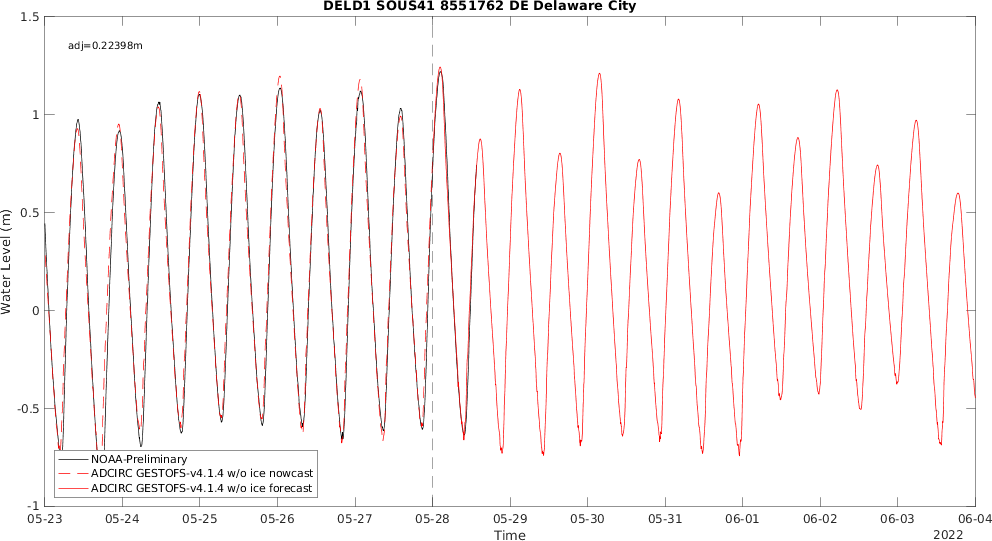 DELD1 SOUS41 8551762 DE Delaware City
adj=0.22398m
1.5
1
0.5
0
-0.5
-1
Water Level (m)
NOAA-Preliminary
ADCIRC GESTOFS-v4.1.4 w/o ice nowcast
ADCIRC GESTOFS-v4.1.4 w/o ice forecast
05-23 05-24 05-25 05-26 05-27 05-28 05-29 05-30 05-31 06-01 06-02 06-03 06-04
Time
2022